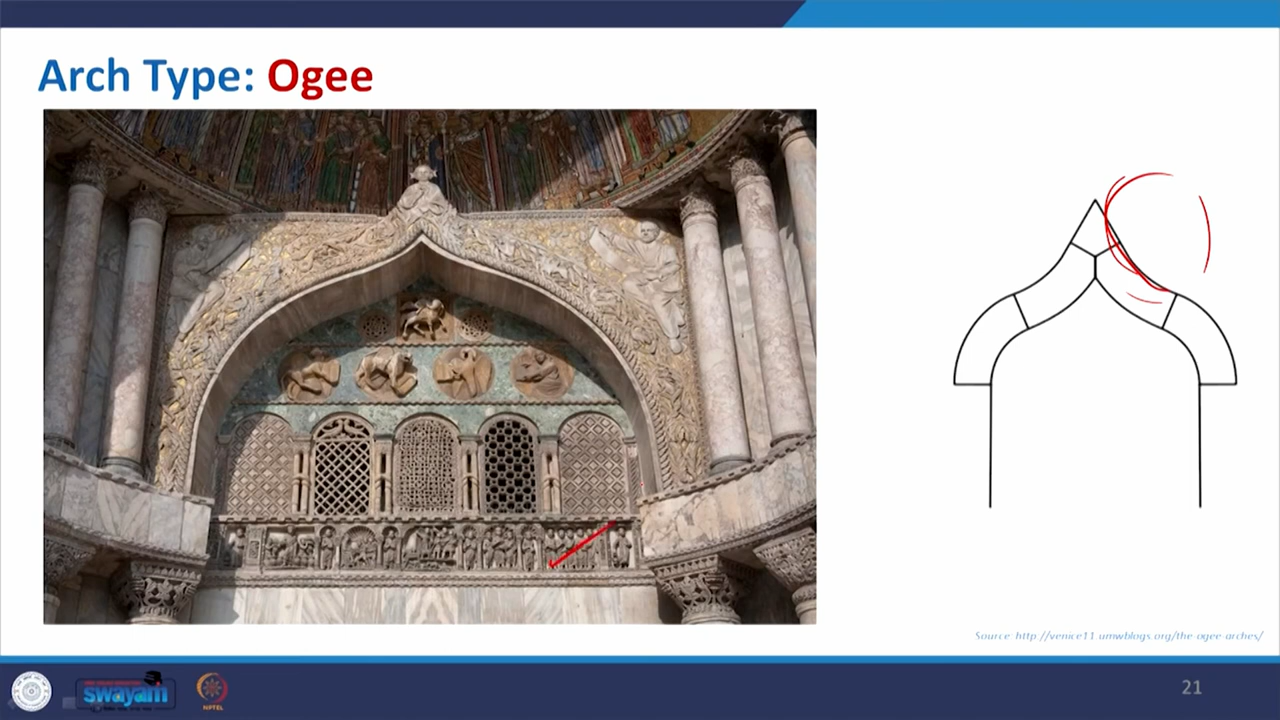 Arch Type: Ogee
Source: http://venice11.umwblogs.org/the-ogee-arches/
swayam
NPTEL
21